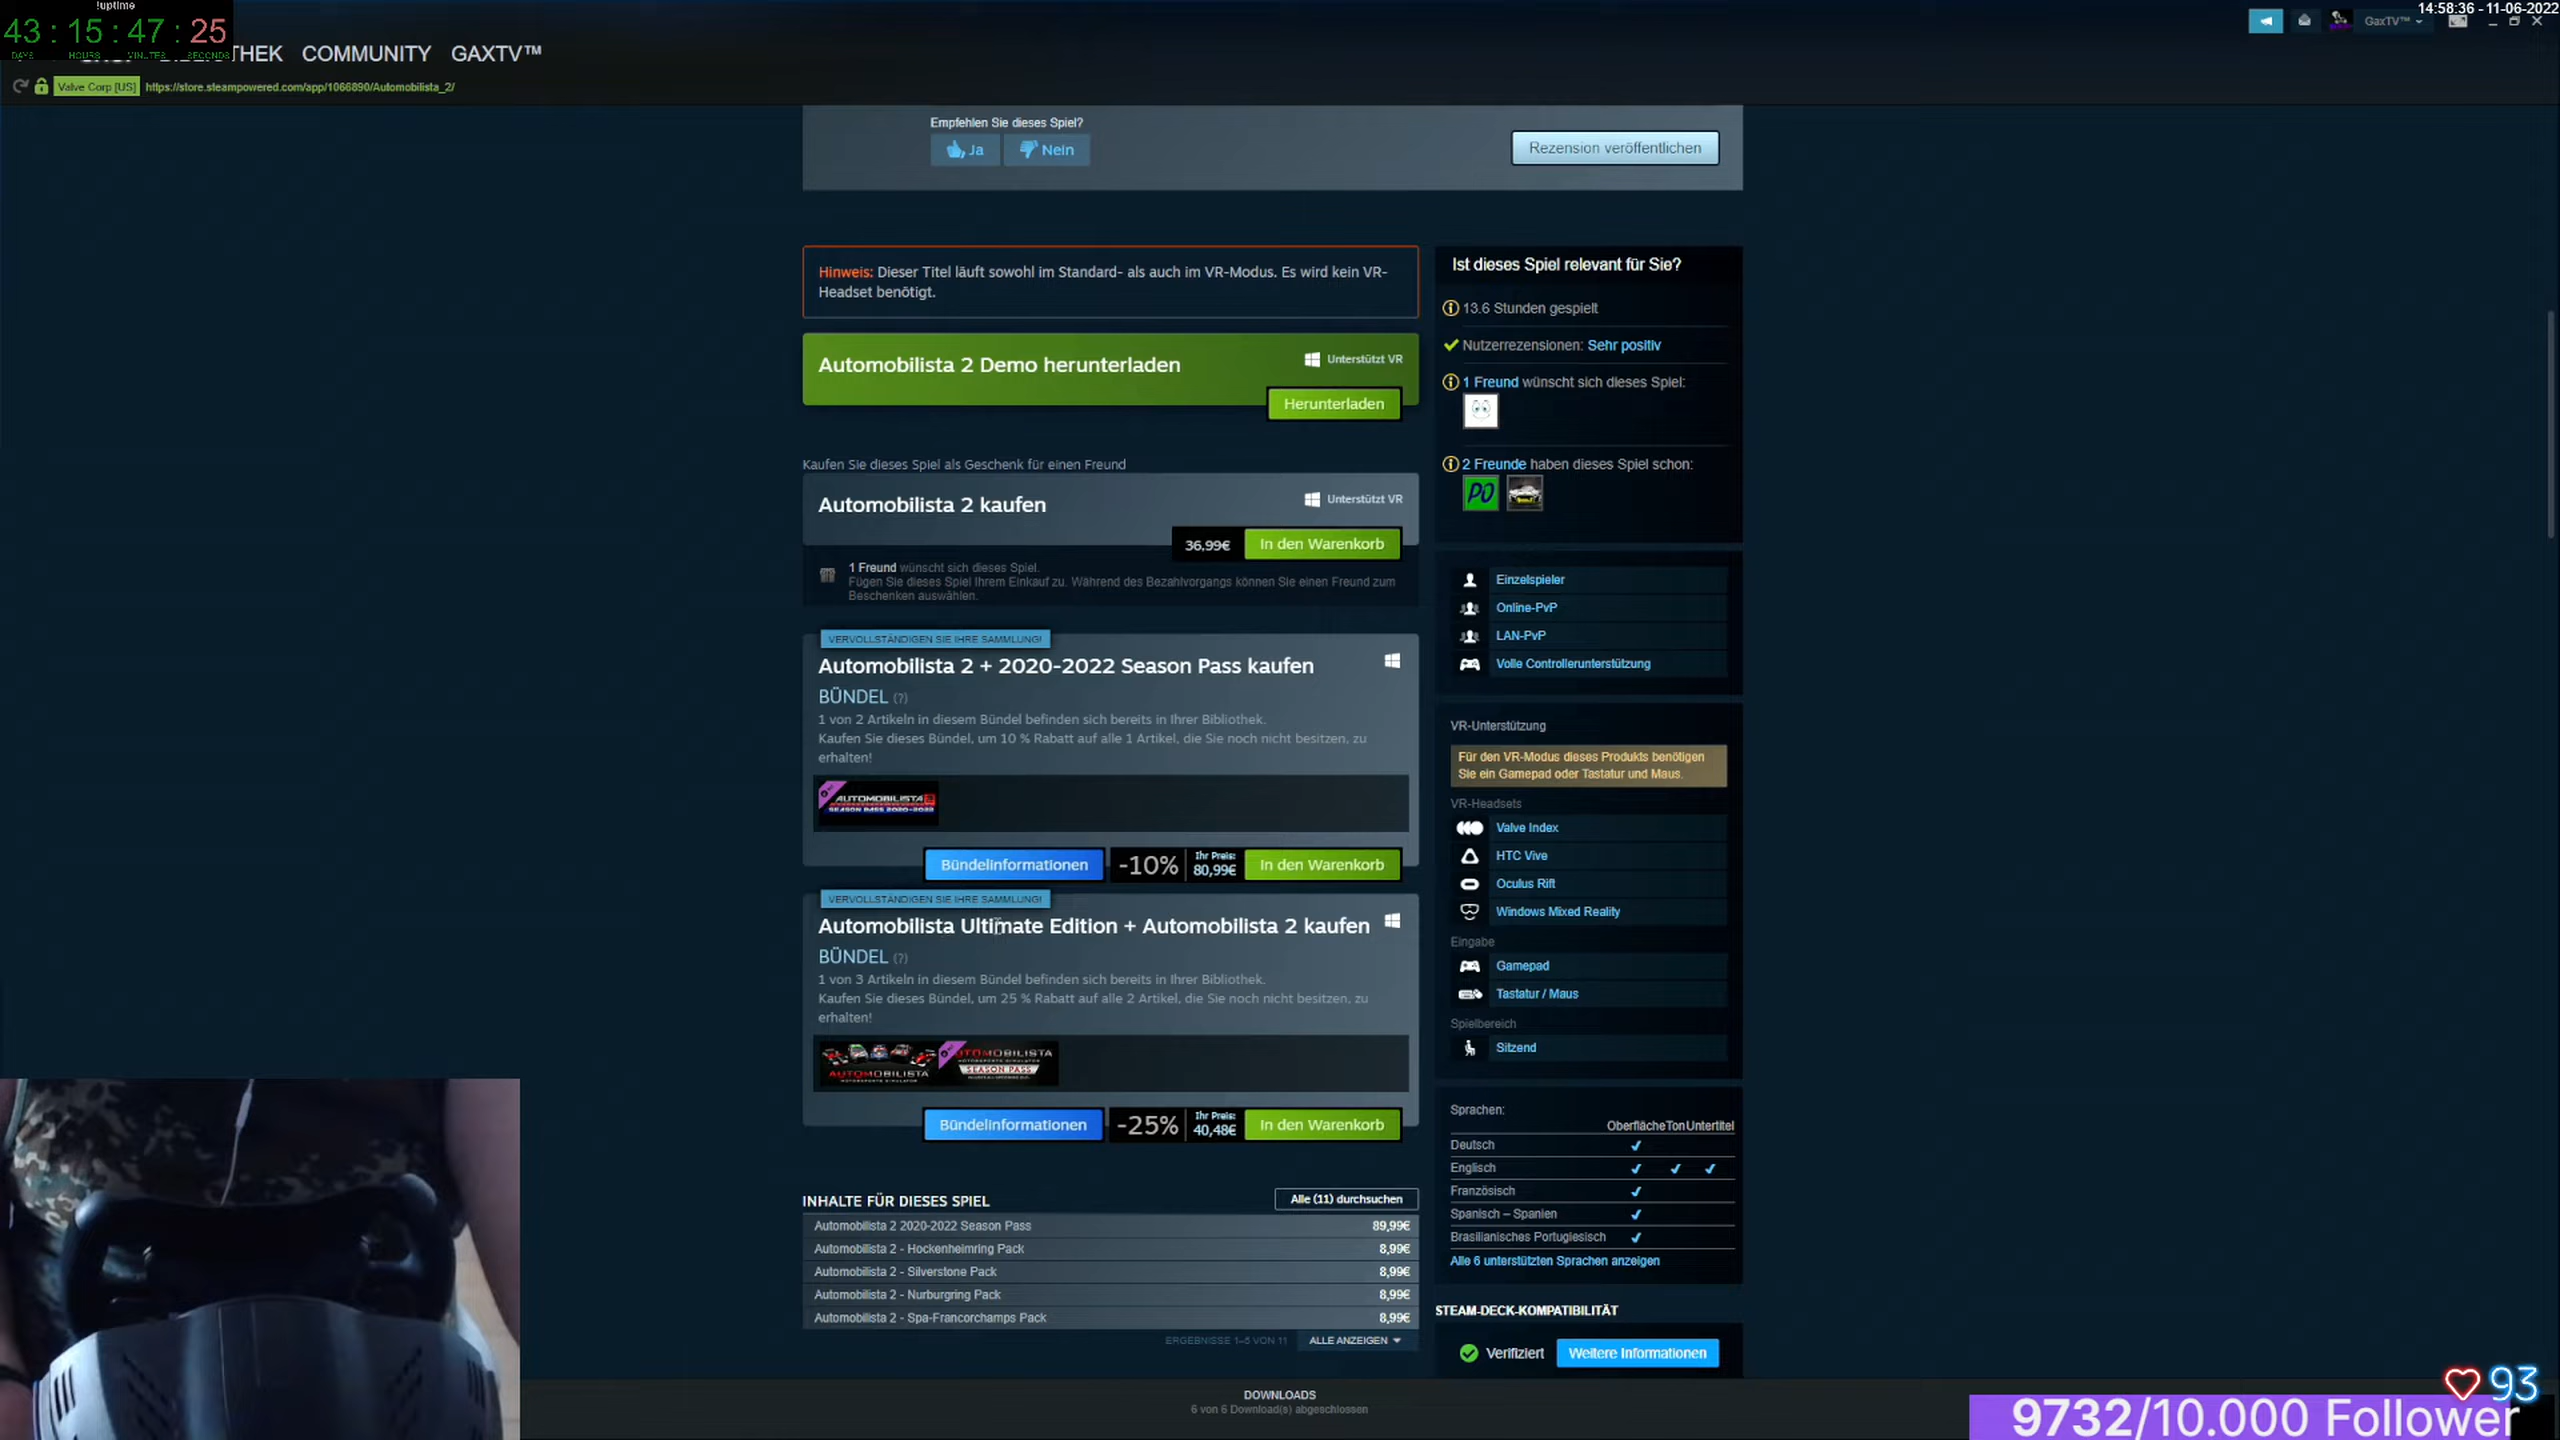 !uptime
43 : 15 : 47 : 25
DAYS HOURS MINUTES SECONDS
14:58:36 - 11-06-2022
GaxTV™
THEK COMMUNITY GAXTV™
Valve Corp [US] https://store.steampowered.com/app/1066890/Automobilista_2/
Empfehlen Sie dieses Spiel?
Ja Nein
Rezension veröffentlichen
Hinweis: Dieser Titel läuft sowohl im Standard- als auch im VR-Modus. Es wird kein VR-
Headset benötigt.
Automobilista 2 Demo herunterladen
Unterstützt VR
Herunterladen
Kaufen Sie dieses Spiel als Geschenk für einen Freund
Automobilista 2 kaufen
Unterstützt VR
36,99€ In den Warenkorb
1 Freund wünscht sich dieses Spiel.
Fügen Sie dieses Spiel Ihrem Einkauf zu. Während des Bezahlvorgangs können Sie einen Freund zum
Beschenken auswählen.
VERVOLLSTÄNDIGEN SIE IHRE SAMMLUNG!
Automobilista 2 + 2020-2022 Season Pass kaufen
BÜNDEL (?)
1 von 2 Artikeln in diesem Bündel befinden sich bereits in Ihrer Bibliothek.
Kaufen Sie dieses Bündel, um 10 % Rabatt auf alle 1 Artikel, die Sie noch nicht besitzen, zu
erhalten!
AUTOMOBILISTA 2
SEASON PASS 2020-2022
Bündelinformationen -10% Ihr Preis: 80,99€ In den Warenkorb
VERVOLLSTÄNDIGEN SIE IHRE SAMMLUNG!
Automobilista Ultimate Edition + Automobilista 2 kaufen
BÜNDEL (?)
1 von 3 Artikeln in diesem Bündel befinden sich bereits in Ihrer Bibliothek.
Kaufen Sie dieses Bündel, um 25 % Rabatt auf alle 2 Artikel, die Sie noch nicht besitzen, zu
erhalten!
AUTOMOBILISTA
AUTOMOBILISTA
SEASON PASS
Bündelinformationen -25% Ihr Preis: 40,48€ In den Warenkorb
INHALTE FÜR DIESES SPIEL
Alle (11) durchsuchen
Automobilista 2 2020-2022 Season Pass 89,99€
Automobilista 2 - Hockenheimring Pack 8,99€
Automobilista 2 - Silverstone Pack 8,99€
Automobilista 2 - Nurburgring Pack 8,99€
Automobilista 2 - Spa-Francorchamps Pack 8,99€
ERGEBNISSE 1–5 VON 11 ALLE ANZEIGEN
Ist dieses Spiel relevant für Sie?
13.6 Stunden gespielt
Nutzerrezensionen: Sehr positiv
1 Freund wünscht sich dieses Spiel:
2 Freunde haben dieses Spiel schon:
PO
Einzelspieler
Online-PvP
LAN-PvP
Volle Controllerunterstützung
VR-Unterstützung
Für den VR-Modus dieses Produkts benötigen
Sie ein Gamepad oder Tastatur und Maus.
VR-Headsets
Valve Index
HTC Vive
Oculus Rift
Windows Mixed Reality
Eingabe
Gamepad
Tastatur / Maus
Spielbereich
Sitzend
Sprachen:
Oberfläche Ton Untertitel
Deutsch ✔
Englisch ✔ ✔ ✔
Französisch ✔
Spanisch – Spanien ✔
Brasilianisches Portugiesisch ✔
Alle 6 unterstützten Sprachen anzeigen
STEAM-DECK-KOMPATIBILITÄT
Verifiziert Weitere Informationen
DOWNLOADS
6 von 6 Download(s) abgeschlossen
93
9732/10.000 Follower